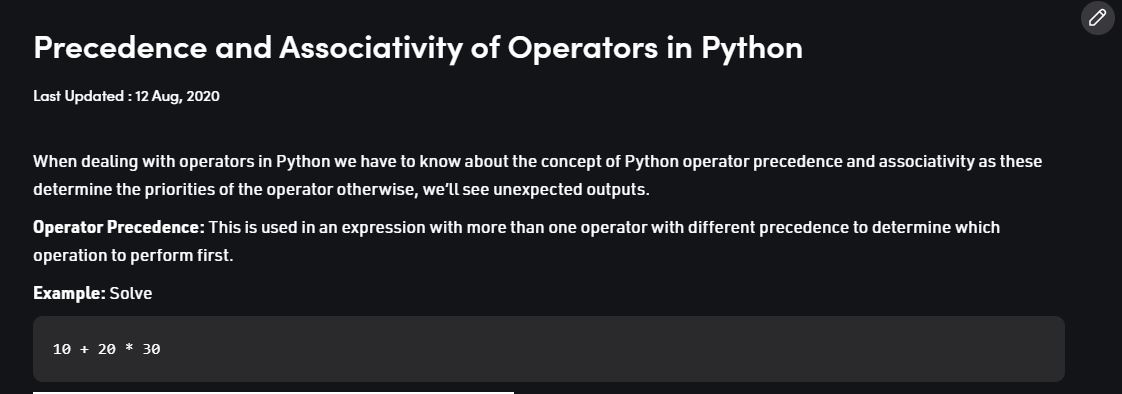 Precedence and Associativity of Operators in Python
Last Updated : 12 Aug, 2020
When dealing with operators in Python we have to know about the concept of Python operator precedence and associativity as these
determine the priorities of the operator otherwise, we’ll see unexpected outputs.
Operator Precedence: This is used in an expression with more than one operator with different precedence to determine which
operation to perform first.
Example: Solve
10 + 20 * 30